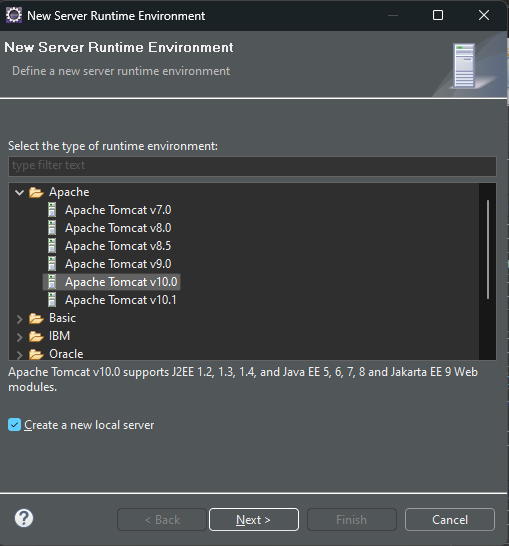 New Server Runtime Environment
New Server Runtime Environment
Define a new server runtime environment
Select the type of runtime environment:
type filter text
Apache
Apache Tomcat v7.0
Apache Tomcat v8.0
Apache Tomcat v8.5
Apache Tomcat v9.0
Apache Tomcat v10.0
Apache Tomcat v10.1
Basic
IBM
Oracle
Apache Tomcat v10.0 supports J2EE 1.2, 1.3, 1.4, and Java EE 5, 6, 7, 8 and Jakarta EE 9 Web
modules.
Create a new local server
? < Back Next > Finish Cancel